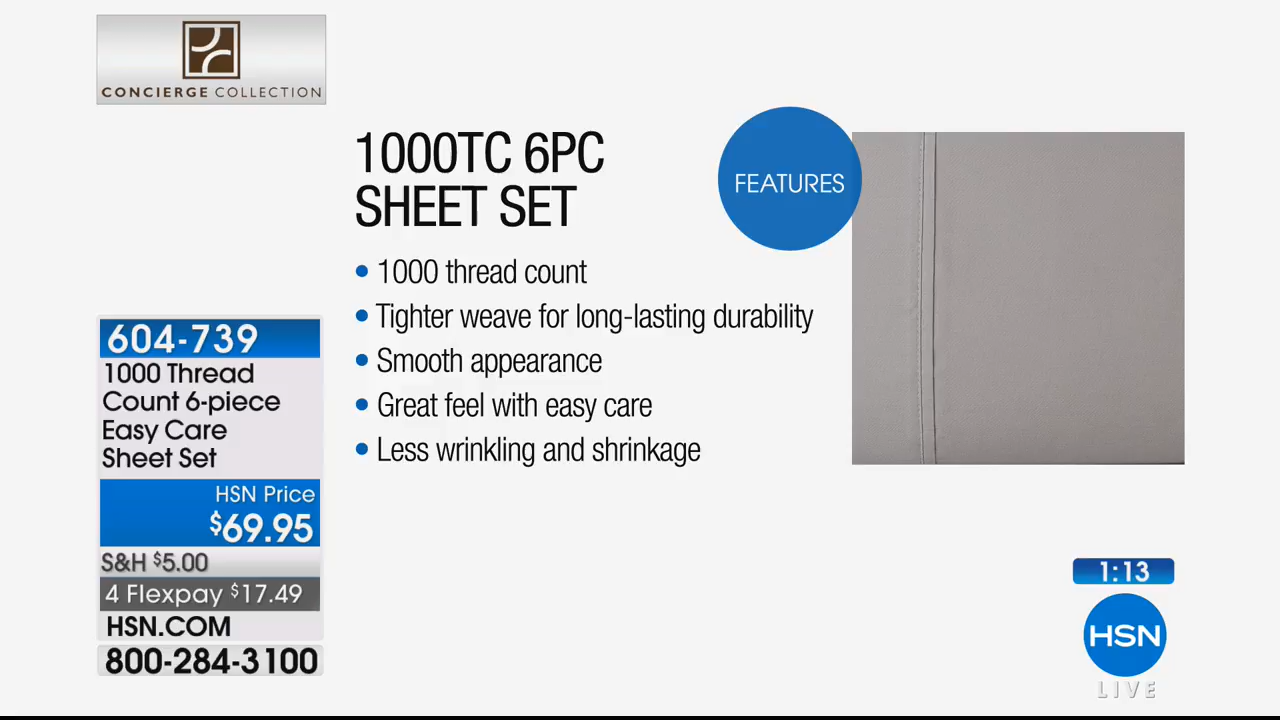 CONCIERGE COLLECTION
1000TC 6PC
SHEET SET
FEATURES
• 1000 thread count
• Tighter weave for long-lasting durability
• Smooth appearance
• Great feel with easy care
• Less wrinkling and shrinkage
604-739
1000 Thread
Count 6-piece
Easy Care
Sheet Set
HSN Price
$69.95
S&H $5.00
4 Flexpay $17.49
HSN.COM
800-284-3100
1:13
HSN
LIVE